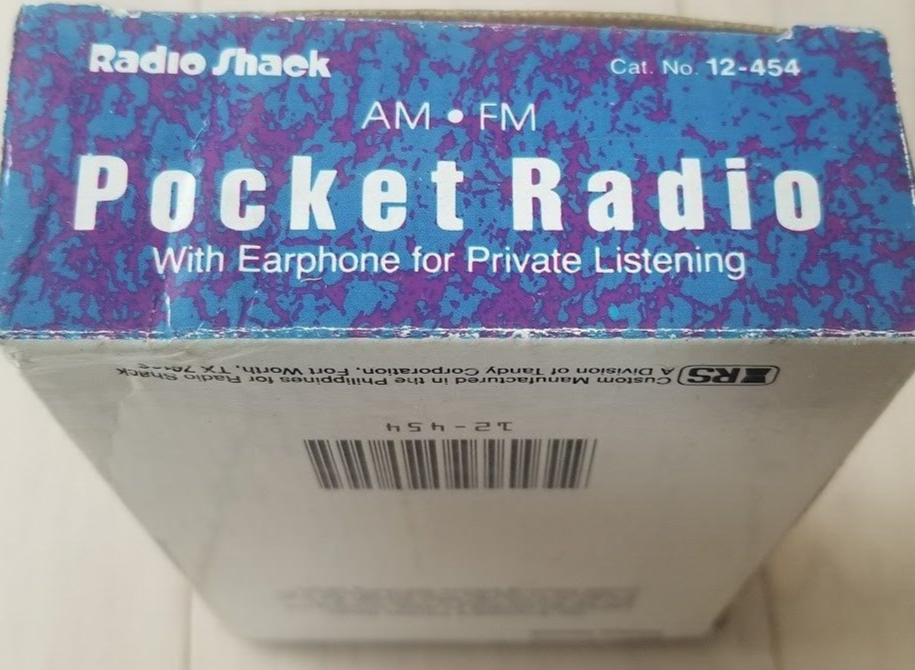 Radio Shack
Cat. No. 12-454
AM • FM
Pocket Radio
With Earphone for Private Listening
RS
Custom Manufactured in the Philippines for Radio Shack
A Division of Tandy Corporation, Fort Worth, TX
12-454